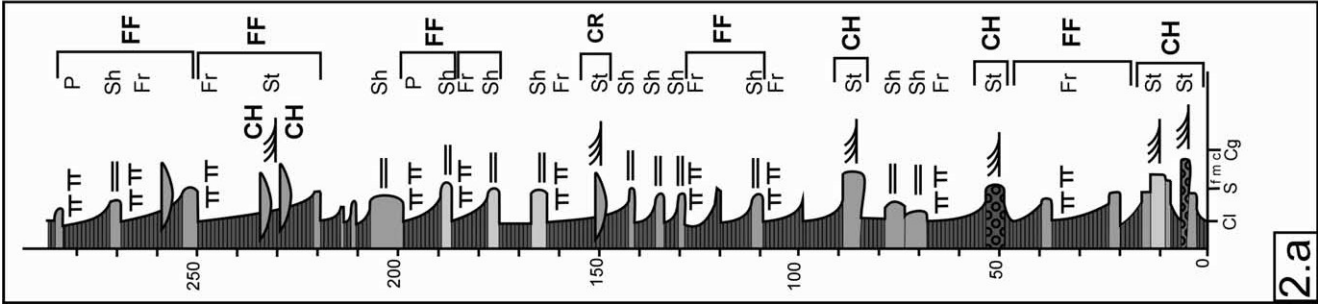 FF FF FF CR FF CH CH FF CH
P Sh Fr Fr St Sh P Sh Fr Sh Sh Fr St Sh Sh Sh Fr Sh Fr St Sh Sh Fr St Fr St St
CH CH
Cl S f m c Cg
250 200 150 100 50 0
2.a